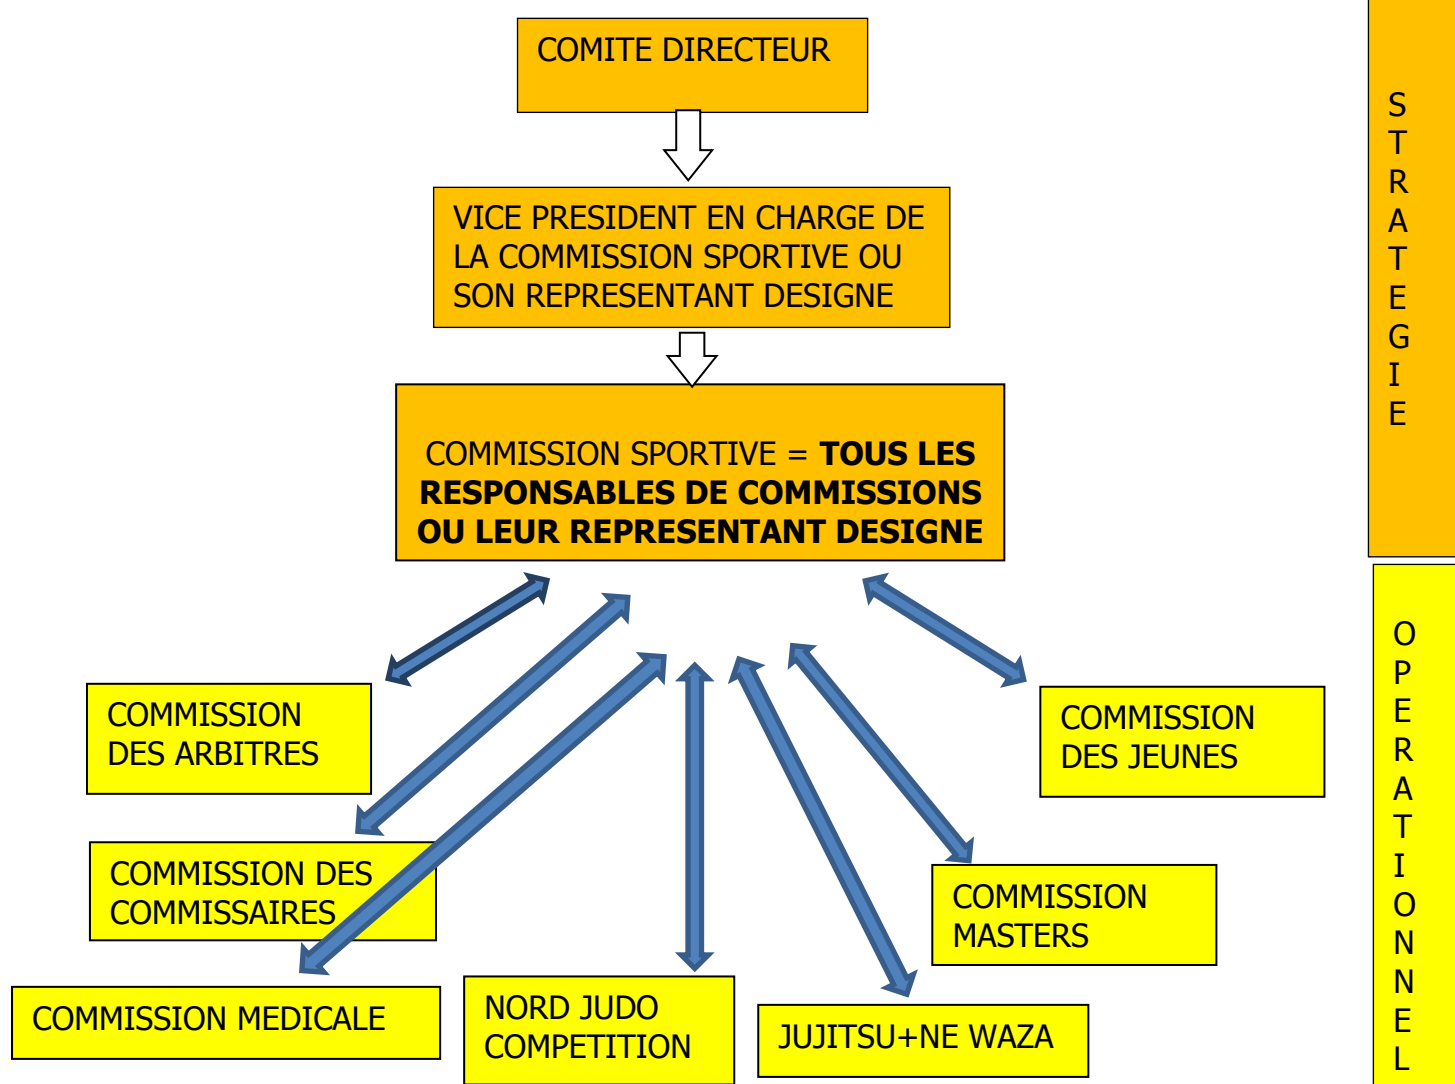 COMITE DIRECTEUR
VICE PRESIDENT EN CHARGE DE
LA COMMISSION SPORTIVE OU
SON REPRESENTANT DESIGNE
COMMISSION SPORTIVE = TOUS LES
RESPONSABLES DE COMMISSIONS
OU LEUR REPRESENTANT DESIGNE
COMMISSION
DES ARBITRES
COMMISSION DES
COMMISSAIRES
COMMISSION MEDICALE
NORD JUDO
COMPETITION
JUJITSU+NE WAZA
COMMISSION
MASTERS
COMMISSION
DES JEUNES
S
T
R
A
T
E
G
I
E
O
P
E
R
A
T
I
O
N
N
E
L